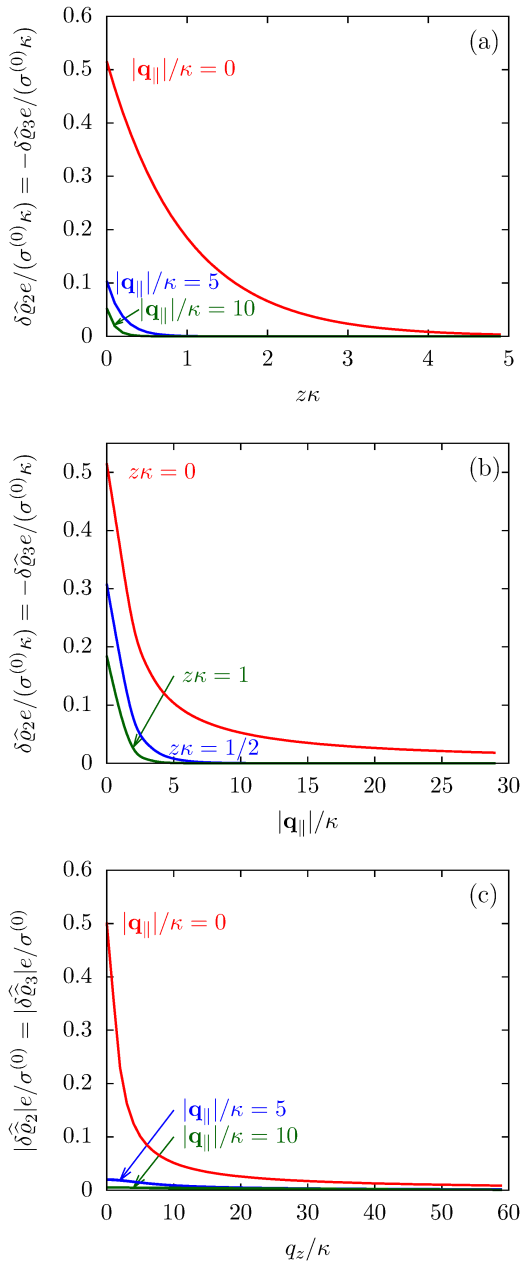 (a)
|q∥|/κ = 0
|q∥|/κ = 5
|q∥|/κ = 10
δϱ̂₂e/(σ⁽⁰⁾κ) = −δϱ̂₃e/(σ⁽⁰⁾κ)
0.6
0.5
0.4
0.3
0.2
0.1
0
0 1 2 3 4 5
zκ
(b)
zκ = 0
zκ = 1
zκ = 1/2
δϱ̂₂e/(σ⁽⁰⁾κ) = −δϱ̂₃e/(σ⁽⁰⁾κ)
0.5
0.4
0.3
0.2
0.1
0
0 5 10 15 20 25 30
|q∥|/κ
(c)
|q∥|/κ = 0
|q∥|/κ = 5
|q∥|/κ = 10
|δϱ̂̂₂|e/σ⁽⁰⁾ = |δϱ̂̂₃|e/σ⁽⁰⁾
0.6
0.5
0.4
0.3
0.2
0.1
0
0 10 20 30 40 50 60
q_z/κ